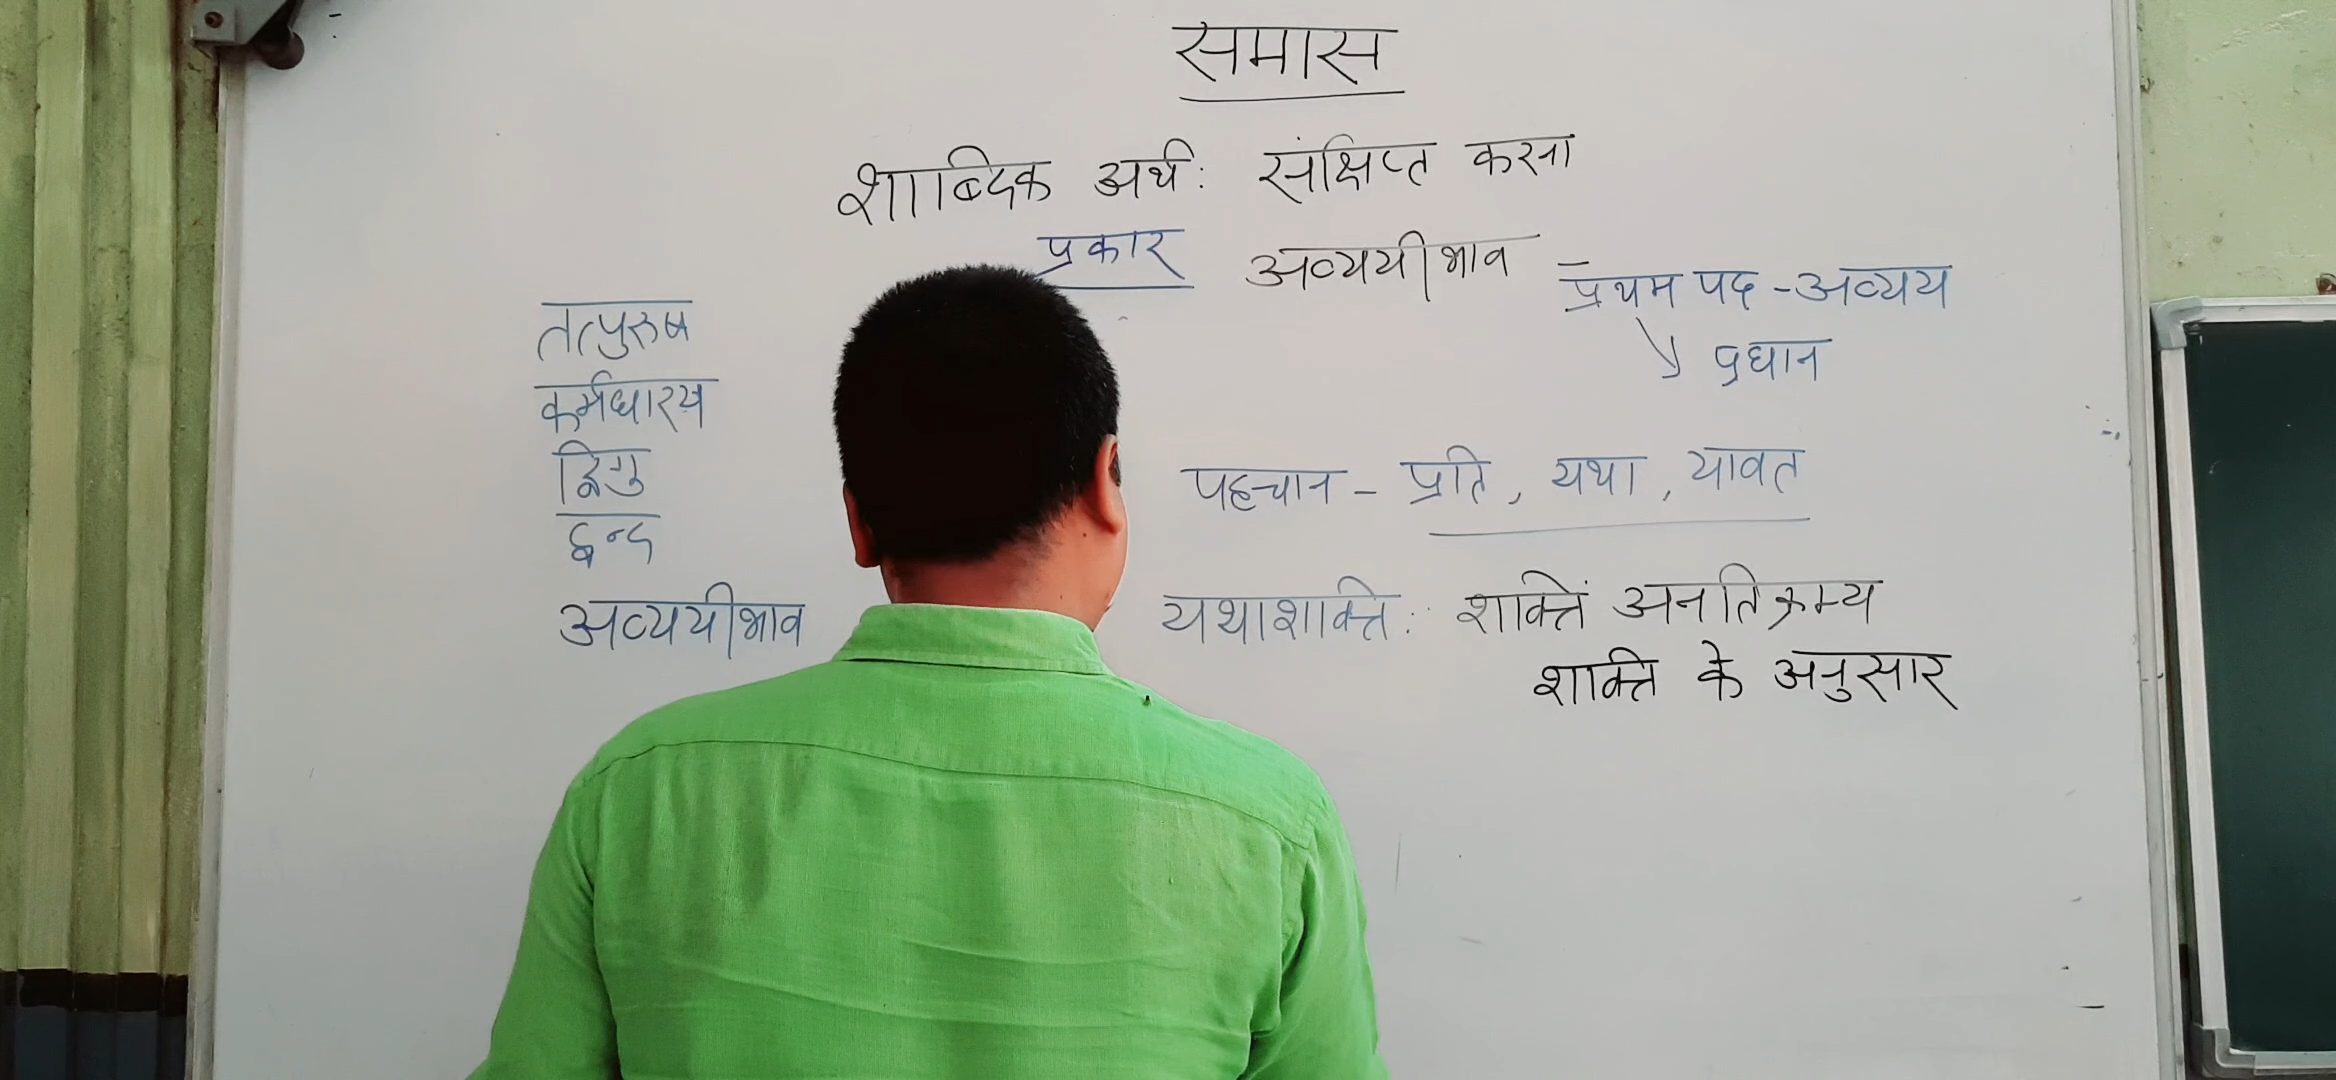 समास
शाब्दिक अर्थ: संक्षिप्त करना
प्रकार
अव्ययीभाव - प्रथम पद - अव्यय
प्रधान
तत्पुरुष
कर्मधारय
द्विगु
द्वन्द
अव्ययीभाव
पहचान - प्रति, यथा, यावत
यथाशक्ति: शक्तिं अनतिक्रम्य
शक्ति के अनुसार